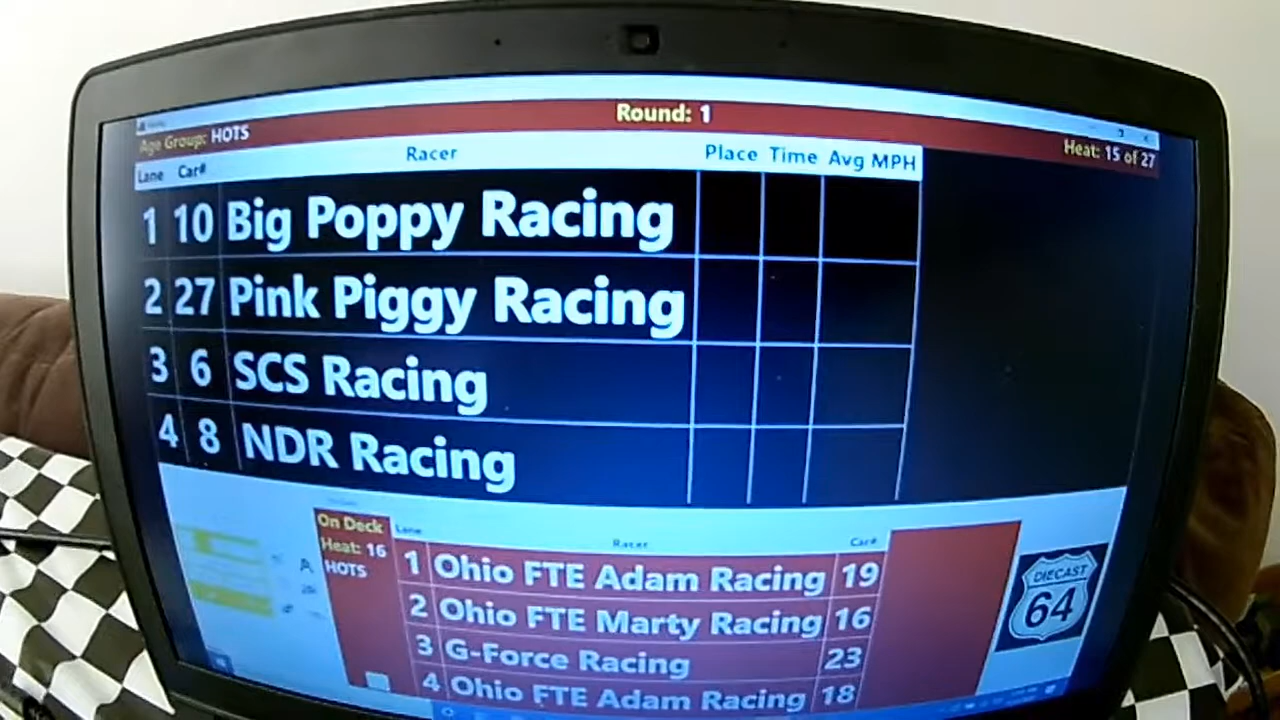 Round: 1
Age Group: HOTS
Heat: 15 of 27
Lane Car# Racer Place Time Avg MPH
1 10 Big Poppy Racing
2 27 Pink Piggy Racing
3 6 SCS Racing
4 8 NDR Racing
On Deck
Heat: 16
HOTS
Lane Racer Car#
1 Ohio FTE Adam Racing 19
2 Ohio FTE Marty Racing 16
3 G-Force Racing 23
4 Ohio FTE Adam Racing 18
DIECAST
64